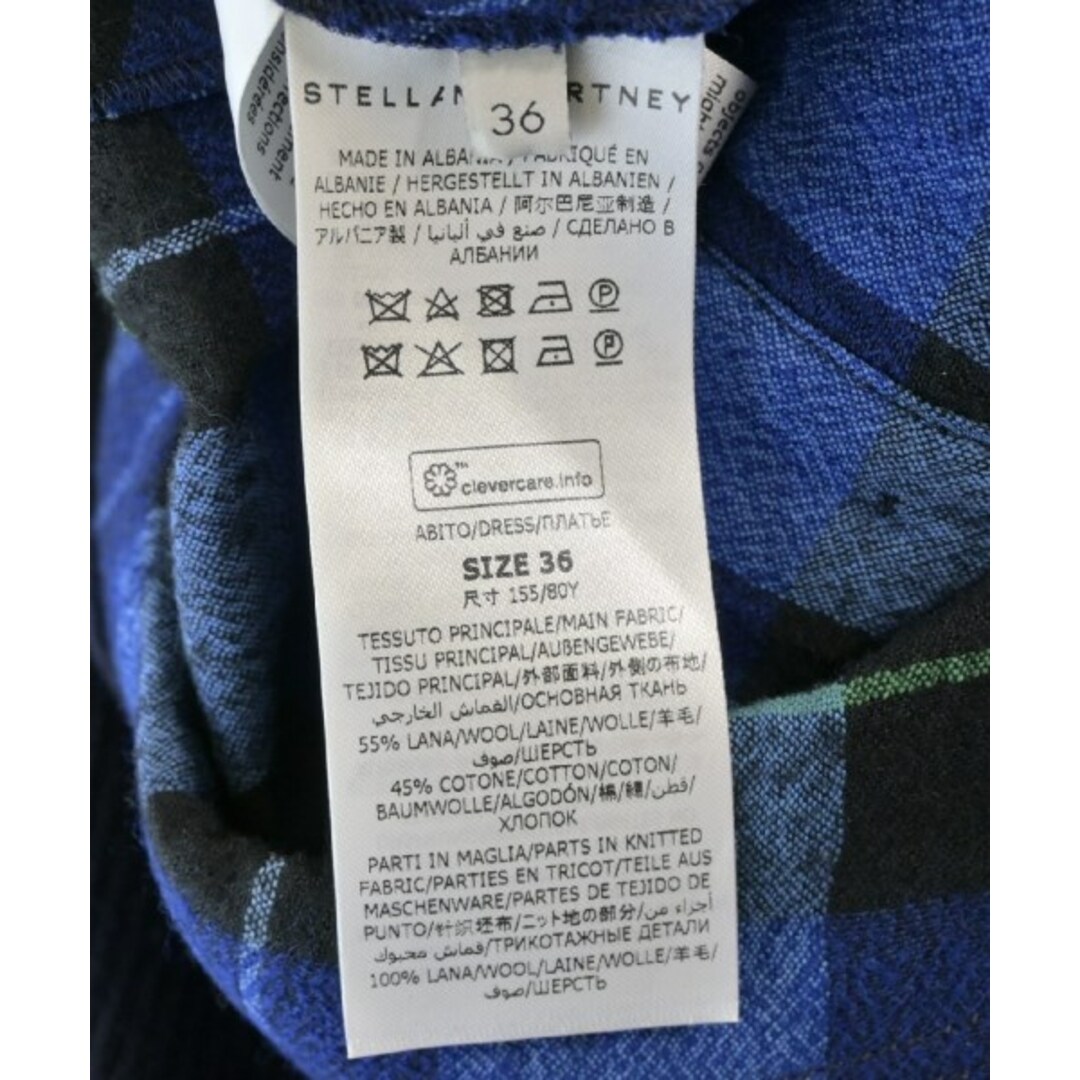 STELLA RTNEY
36
MADE IN ALBANIA / FABRIQUÉ EN
ALBANIE / HERGESTELLT IN ALBANIEN /
HECHO EN ALBANIA / 阿尔巴尼亚制造 /
アルバニア製 / صنع في ألبانيا / СДЕЛАНО В
АЛБАНИИ
P
P
clevercare.info
ABITO/DRESS/ПЛАТЬЕ
SIZE 36
尺寸 155/80Y
TESSUTO PRINCIPALE/MAIN FABRIC/
TISSU PRINCIPAL/AUßENGEWEBE/
TEJIDO PRINCIPAL/外部面料/外側の布地/
القماش الخارجي/ОСНОВНАЯ ТКАНЬ
55% LANA/WOOL/LAINE/WOLLE/羊毛/
صوف/ШЕРСТЬ
45% COTONE/COTTON/COTON/
BAUMWOLLE/ALGODÓN/棉/綿/قطن/
ХЛОПОК
PARTI IN MAGLIA/PARTS IN KNITTED
FABRIC/PARTIES EN TRICOT/TEILE AUS
MASCHENWARE/PARTES DE TEJIDO DE
PUNTO/针织坯布/ニット地の部分/أجزاء من
قماش محبوك/ТРИКОТАЖНЫЕ ДЕТАЛИ
100% LANA/WOOL/LAINE/WOLLE/羊毛/
صوف/ШЕРСТЬ
objects